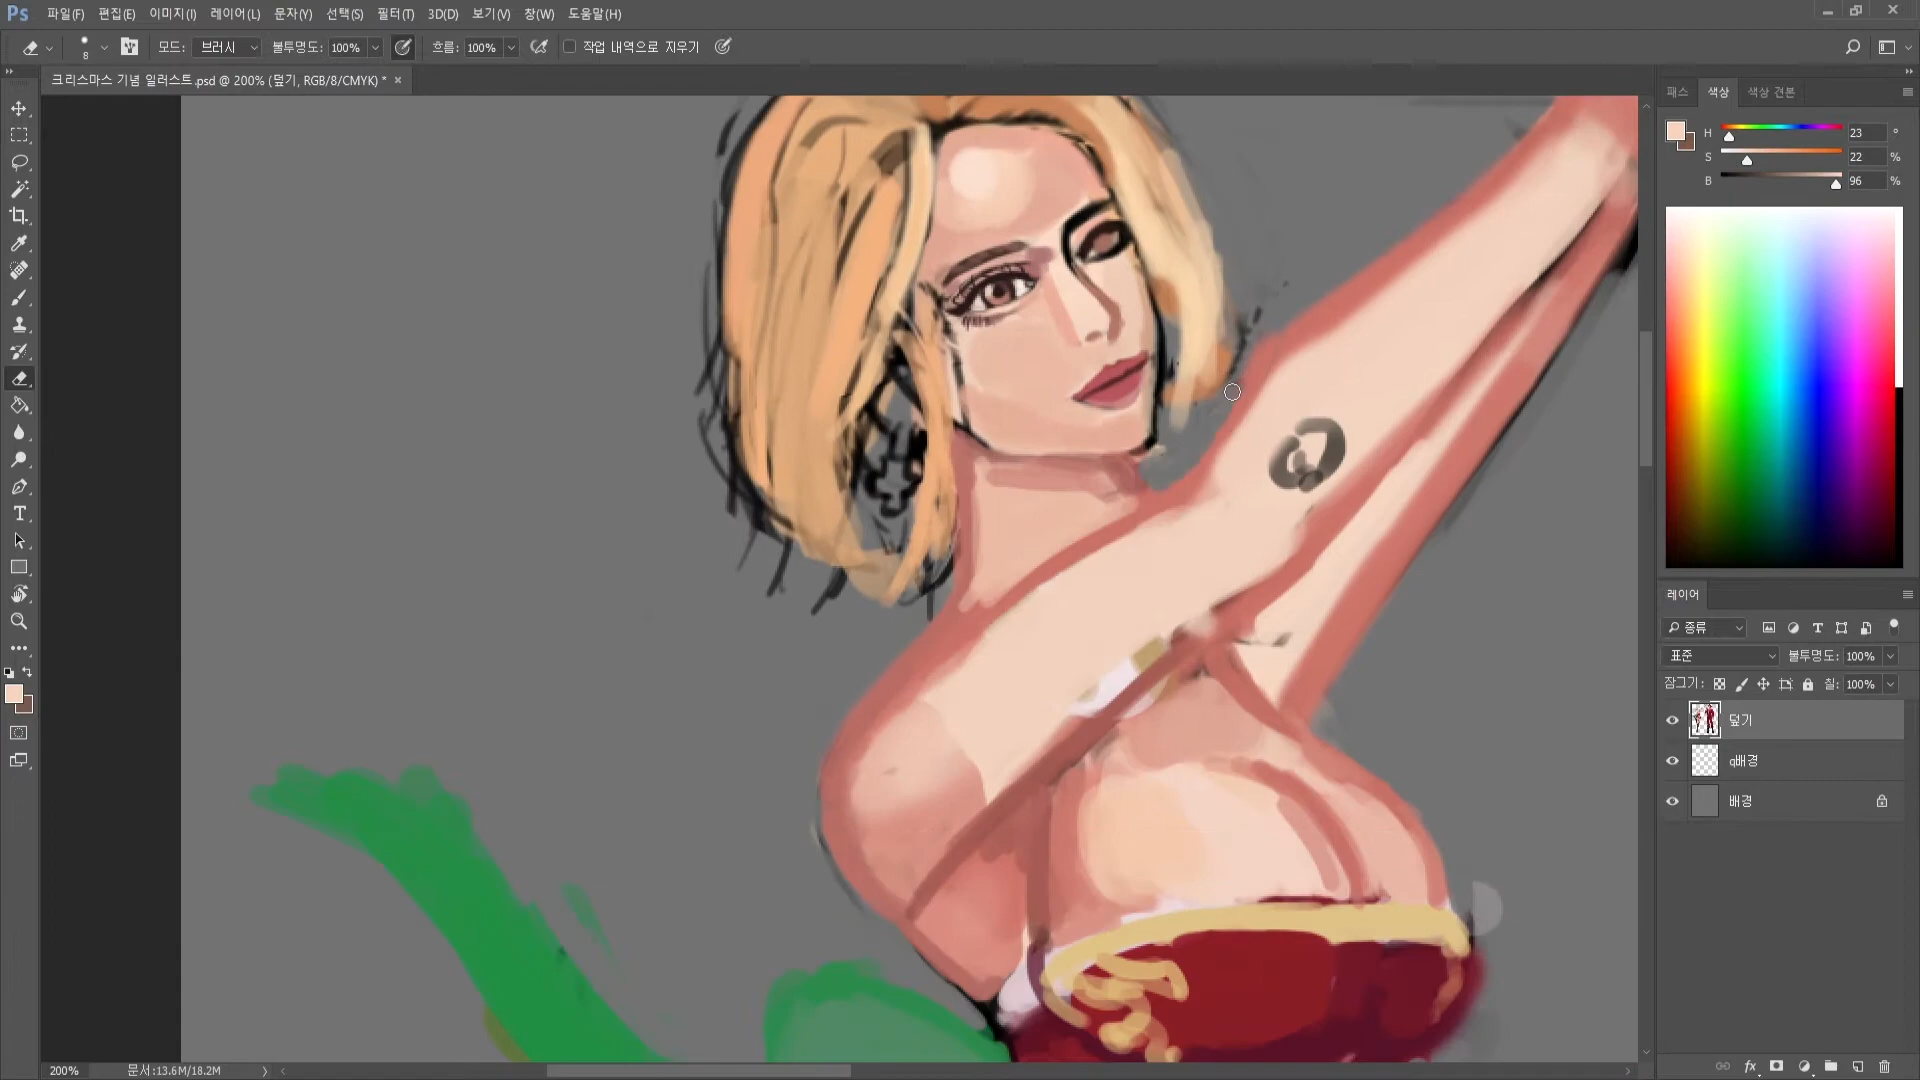 Ps 파일(F) 편집(E) 이미지(I) 레이어(L) 문자(Y) 선택(S) 필터(T) 3D(D) 보기(V) 창(W) 도움말(H)
8 모드: 브러시 불투명도: 100% 흐름: 100% 작업 내역으로 지우기
크리스마스 기념 일러스트.psd @ 200% (덮기, RGB/8/CMYK) *
패스 색상 색상 견본
H 23 °
S 22 %
B 96 %
레이어
종류
표준 불투명도: 100%
잠그기: 칠: 100%
덮기
q배경
배경
200% 문서:13.6M/18.2M